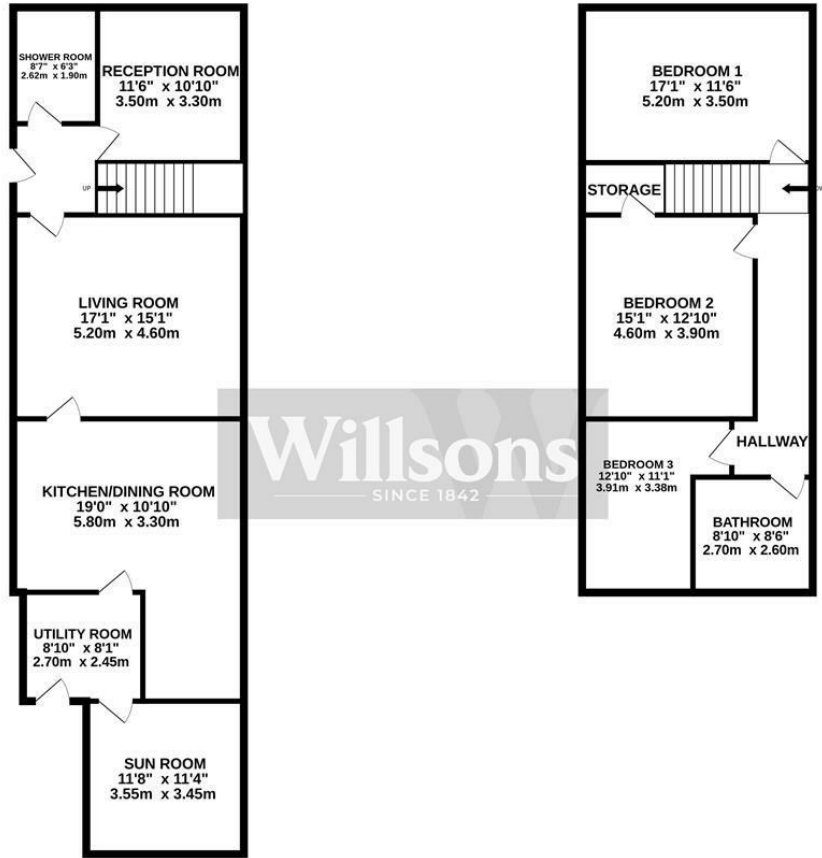 SHOWER ROOM
8'7" x 6'3"
2.62m x 1.90m
RECEPTION ROOM
11'6" x 10'10"
3.50m x 3.30m
UP
LIVING ROOM
17'1" x 15'1"
5.20m x 4.60m
KITCHEN/DINING ROOM
19'0" x 10'10"
5.80m x 3.30m
UTILITY ROOM
8'10" x 8'1"
2.70m x 2.45m
SUN ROOM
11'8" x 11'4"
3.55m x 3.45m
BEDROOM 1
17'1" x 11'6"
5.20m x 3.50m
STORAGE
BEDROOM 2
15'1" x 12'10"
4.60m x 3.90m
HALLWAY
BEDROOM 3
12'10" x 11'1"
3.91m x 3.38m
BATHROOM
8'10" x 8'6"
2.70m x 2.60m
Willsons
SINCE 1842